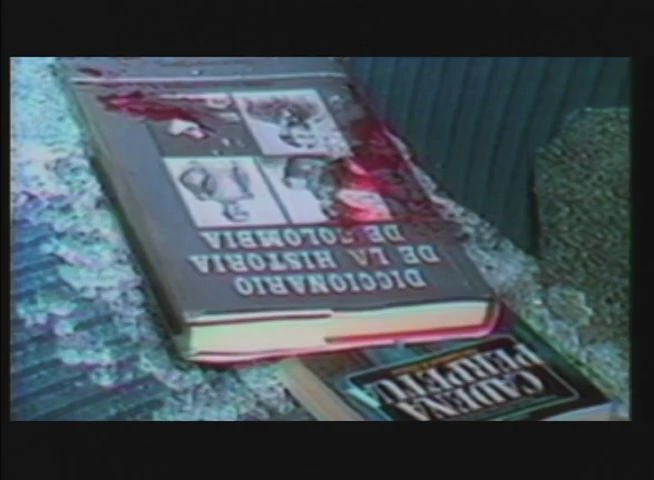 DICCIONARIO
DE LA HISTORIA
DE COLOMBIA
CADENA
PERPETU